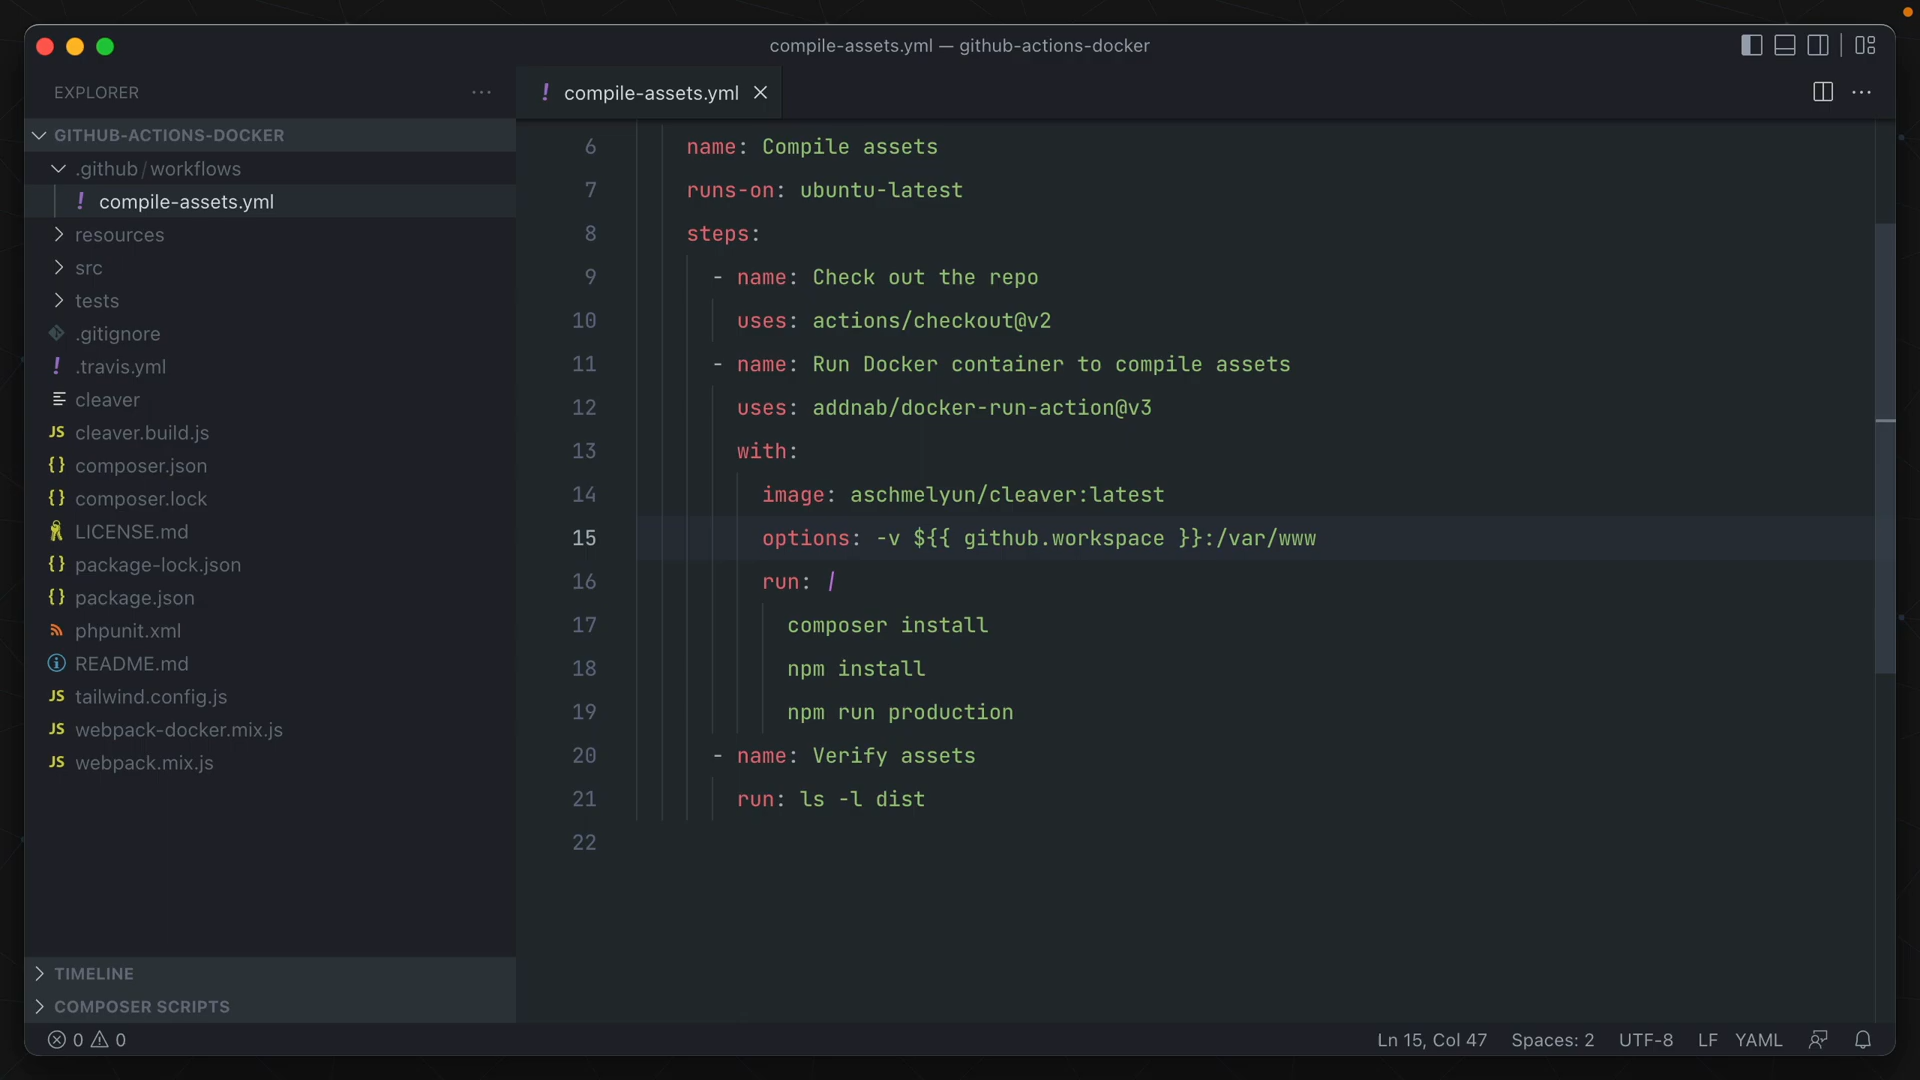 compile-assets.yml — github-actions-docker
EXPLORER
GITHUB-ACTIONS-DOCKER
.github/workflows
! compile-assets.yml
resources
src
tests
.gitignore
! .travis.yml
cleaver
JS cleaver.build.js
{} composer.json
{} composer.lock
LICENSE.md
{} package-lock.json
{} package.json
phpunit.xml
README.md
JS tailwind.config.js
JS webpack-docker.mix.js
JS webpack.mix.js
TIMELINE
COMPOSER SCRIPTS
! compile-assets.yml
6 name: Compile assets
7 runs-on: ubuntu-latest
8 steps:
9 - name: Check out the repo
10 uses: actions/checkout@v2
11 - name: Run Docker container to compile assets
12 uses: addnab/docker-run-action@v3
13 with:
14 image: aschmelyun/cleaver:latest
15 options: -v ${{ github.workspace }}:/var/www
16 run: |
17 composer install
18 npm install
19 npm run production
20 - name: Verify assets
21 run: ls -l dist
22
0 0
Ln 15, Col 47 Spaces: 2 UTF-8 LF YAML